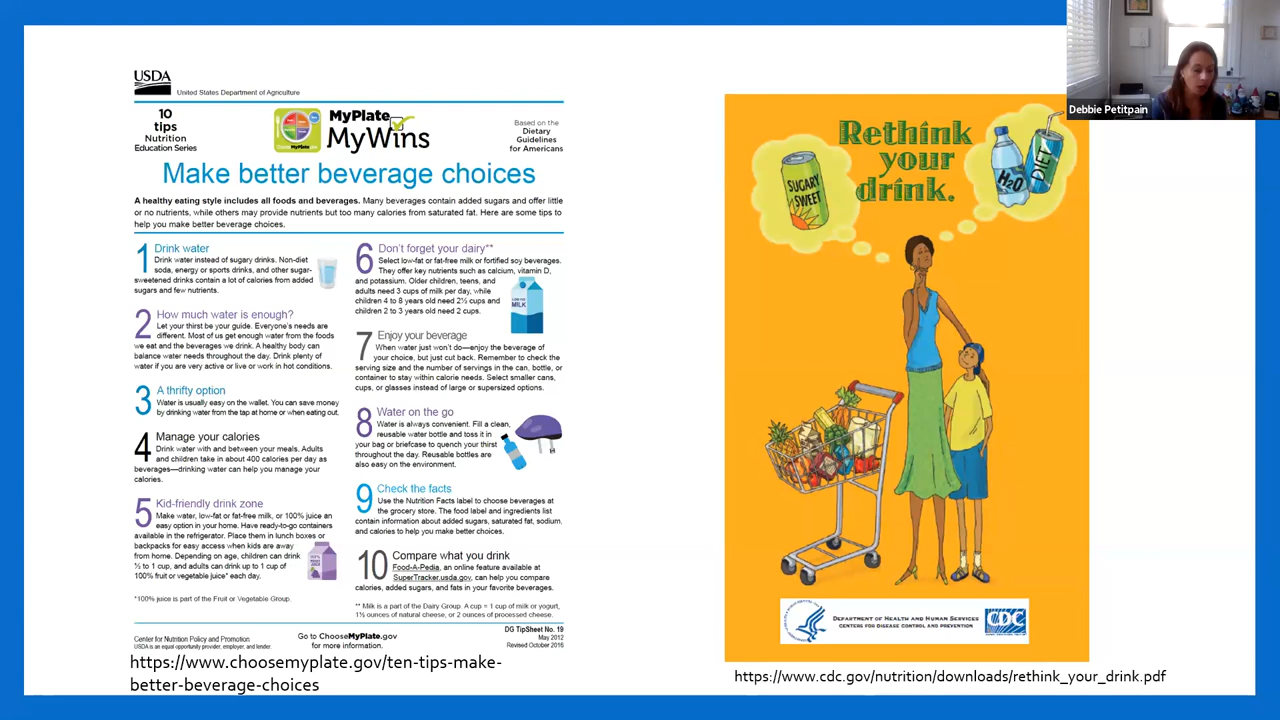 USDA
United States Department of Agriculture
10
tips
Nutrition
Education Series
MyPlate
MyWins
Based on the
Dietary
Guidelines
for Americans
Make better beverage choices
A healthy eating style includes all foods and beverages. Many beverages contain added sugars and offer little
or no nutrients, while others may provide nutrients but too many calories from saturated fat. Here are some tips to
help you make better beverage choices.
1 Drink water
Drink water instead of sugary drinks. Non-diet
soda, energy or sports drinks, and other sugar-
sweetened drinks contain a lot of calories from added
sugars and few nutrients.
2 How much water is enough?
Let your thirst be your guide. Everyone's needs are
different. Most of us get enough water from the foods
we eat and the beverages we drink. A healthy body can
balance water needs throughout the day. Drink plenty of
water if you are very active or live or work in hot conditions.
3 A thrifty option
Water is usually easy on the wallet. You can save money
by drinking water from the tap at home or when eating out.
4 Manage your calories
Drink water with and between your meals. Adults
and children take in about 400 calories per day as
beverages—drinking water can help you manage your
calories.
5 Kid-friendly drink zone
Make water, low-fat or fat-free milk, or 100% juice an
easy option in your home. Have ready-to-go containers
available in the refrigerator. Place them in lunch boxes or
backpacks for easy access when kids are away
from home. Depending on age, children can drink
½ to 1 cup, and adults can drink up to 1 cup of
100% fruit or vegetable juice* each day.
*100% juice is part of the Fruit or Vegetable Group.
6 Don't forget your dairy**
Select low-fat or fat-free milk or fortified soy beverages.
They offer key nutrients such as calcium, vitamin D,
and potassium. Older children, teens, and
adults need 3 cups of milk per day, while
children 4 to 8 years old need 2½ cups and
children 2 to 3 years old need 2 cups.
MILK
7 Enjoy your beverage
When water just won't do—enjoy the beverage of
your choice, but just cut back. Remember to check the
serving size and the number of servings in the can, bottle, or
container to stay within calorie needs. Select smaller cans,
cups, or glasses instead of large or supersized options.
8 Water on the go
Water is always convenient. Fill a clean,
reusable water bottle and toss it in
your bag or briefcase to quench your thirst
throughout the day. Reusable bottles are
also easy on the environment.
9 Check the facts
Use the Nutrition Facts label to choose beverages at
the grocery store. The food label and ingredients list
contain information about added sugars, saturated fat, sodium,
and calories to help you make better choices.
10 Compare what you drink
Food-A-Pedia, an online feature available at
SuperTracker.usda.gov, can help you compare
calories, added sugars, and fats in your favorite beverages.
** Milk is a part of the Dairy Group. A cup = 1 cup of milk or yogurt,
1½ ounces of natural cheese, or 2 ounces of processed cheese.
Center for Nutrition Policy and Promotion
USDA is an equal opportunity provider, employer, and lender.
Go to ChooseMyPlate.gov
for more information.
DG TipSheet No. 19
May 2012
Revised October 2016
https://www.choosemyplate.gov/ten-tips-make-
better-beverage-choices
Rethink
your
drink.
SUGARY
SWEET
H2O
DIET
DEPARTMENT OF HEALTH AND HUMAN SERVICES
CENTERS FOR DISEASE CONTROL AND PREVENTION
CDC
https://www.cdc.gov/nutrition/downloads/rethink_your_drink.pdf
Debbie Petitpain